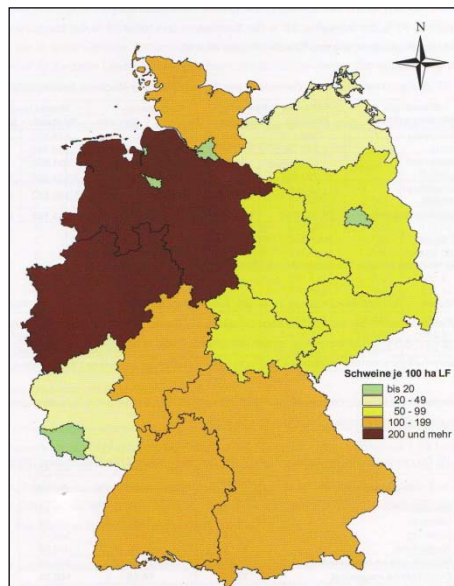 N
Schweine je 100 ha LF
bis 20
20 - 49
50 - 99
100 - 199
200 und mehr